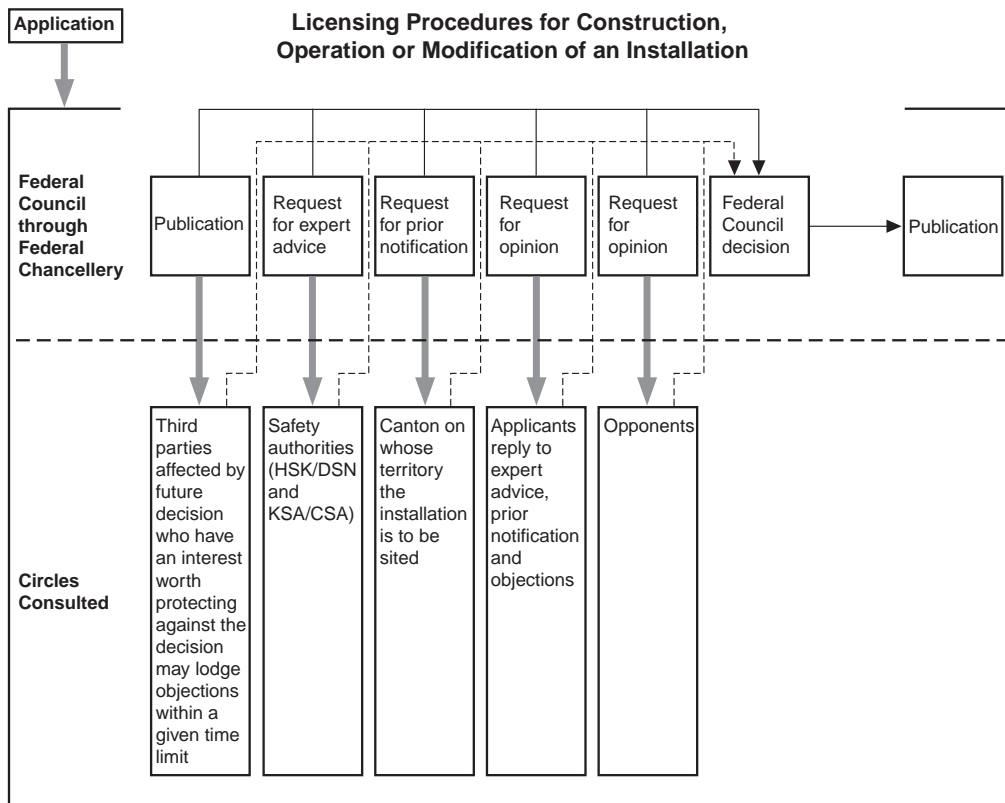 Application
Licensing Procedures for Construction,
Operation or Modification of an Installation
Federal
Council
through
Federal
Chancellery
Publication
Request
for expert
advice
Request
for prior
notification
Request
for
opinion
Request
for
opinion
Federal
Council
decision
Publication
Circles
Consulted
Third
parties
affected by
future
decision
who have
an interest
worth
protecting
against the
decision
may lodge
objections
within a
given time
limit
Safety
authorities
(HSK/DSN
and
KSA/CSA)
Canton on
whose
territory
the
installation
is to be
sited
Applicants
reply to
expert
advice,
prior
notification
and
objections
Opponents